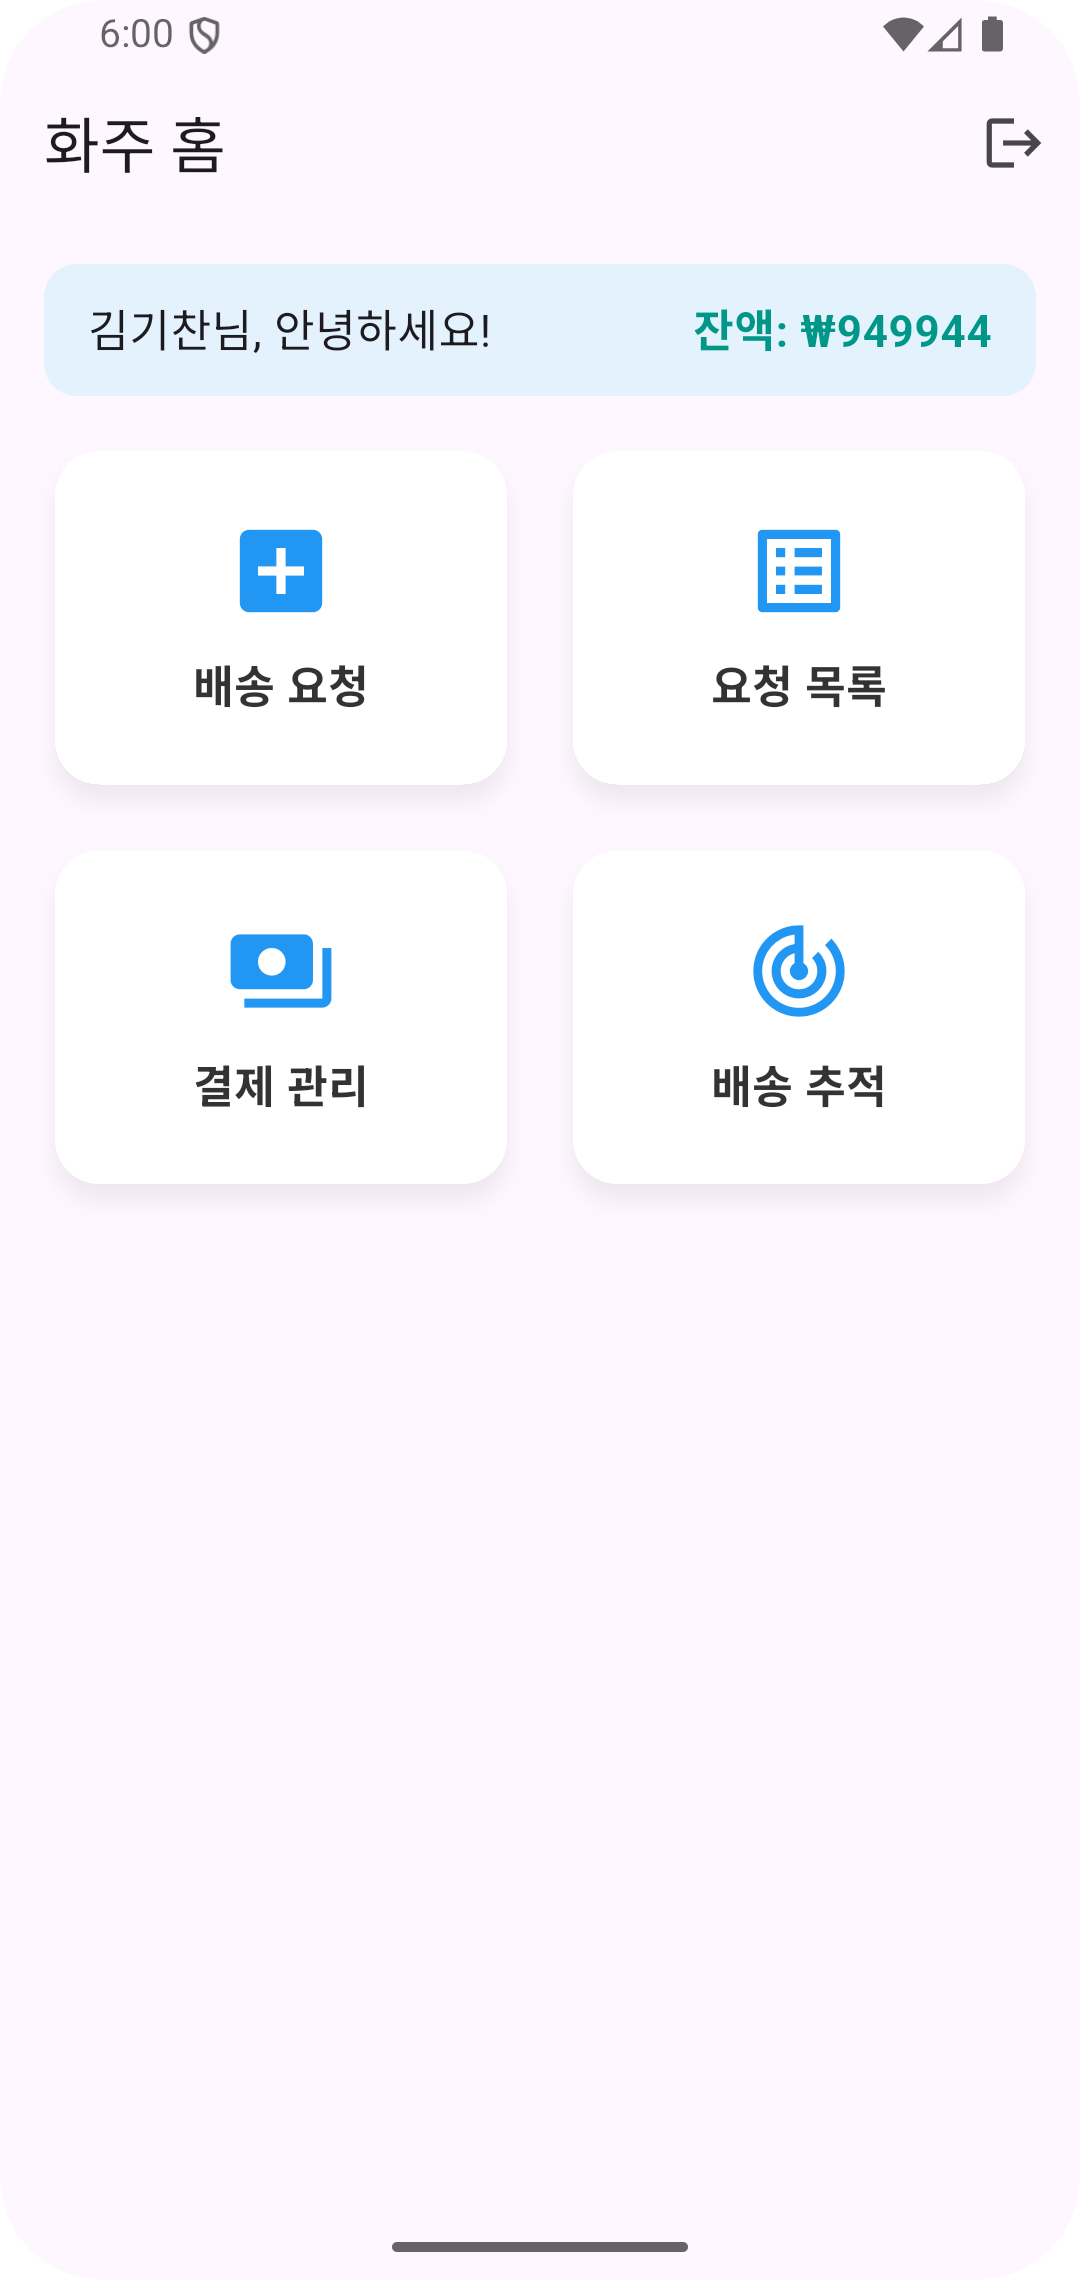 6:00
화주 홈
김기찬님, 안녕하세요!
잔액: ₩949944
배송 요청
요청 목록
결제 관리
배송 추적